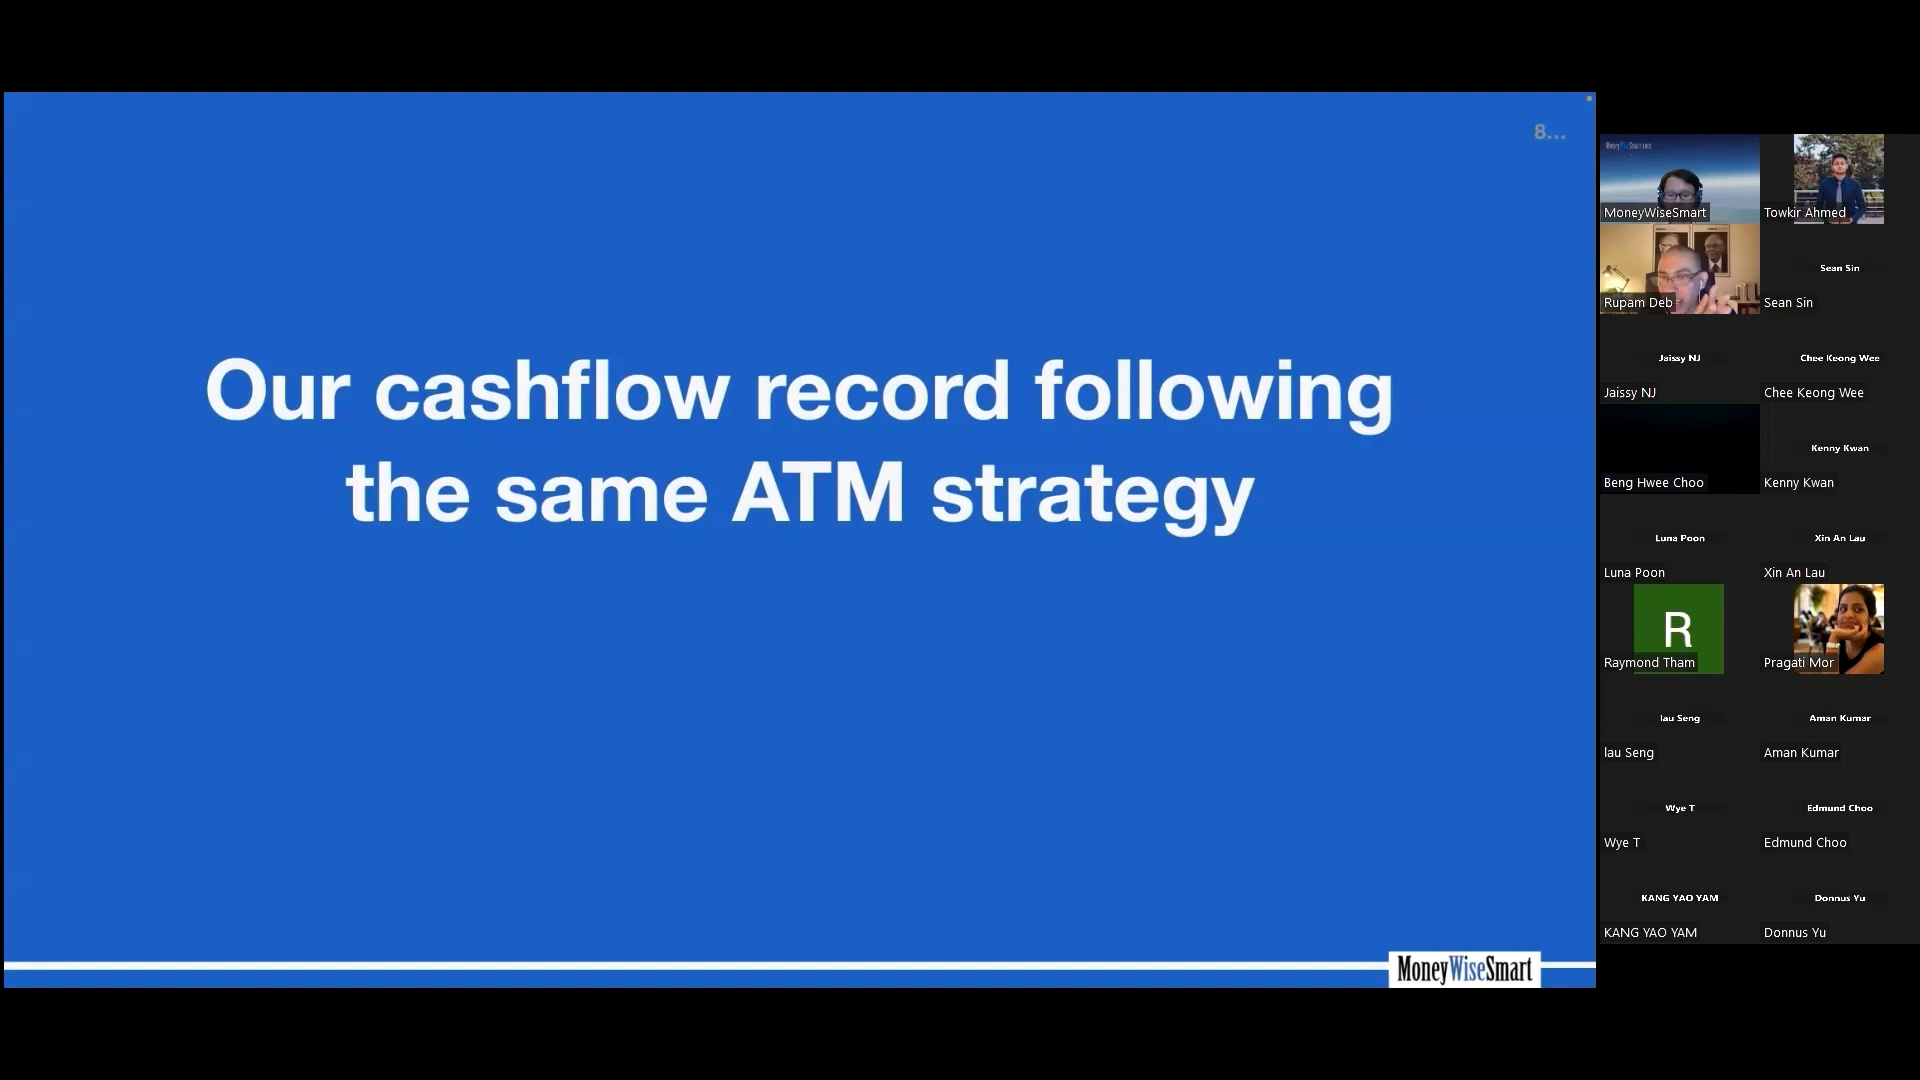 8...
Our cashflow record following
the same ATM strategy
MoneyWiseSmart
MoneyWiseSmart.com
MoneyWiseSmart
Towkir Ahmed
Rupam Deb
Sean Sin
Sean Sin
Jaissy NJ
Jaissy NJ
Chee Keong Wee
Chee Keong Wee
Beng Hwee Choo
Kenny Kwan
Kenny Kwan
Luna Poon
Luna Poon
Xin An Lau
Xin An Lau
R
Raymond Tham
Pragati Mor
lau Seng
lau Seng
Aman Kumar
Aman Kumar
Wye T
Wye T
Edmund Choo
Edmund Choo
KANG YAO YAM
KANG YAO YAM
Donnus Yu
Donnus Yu